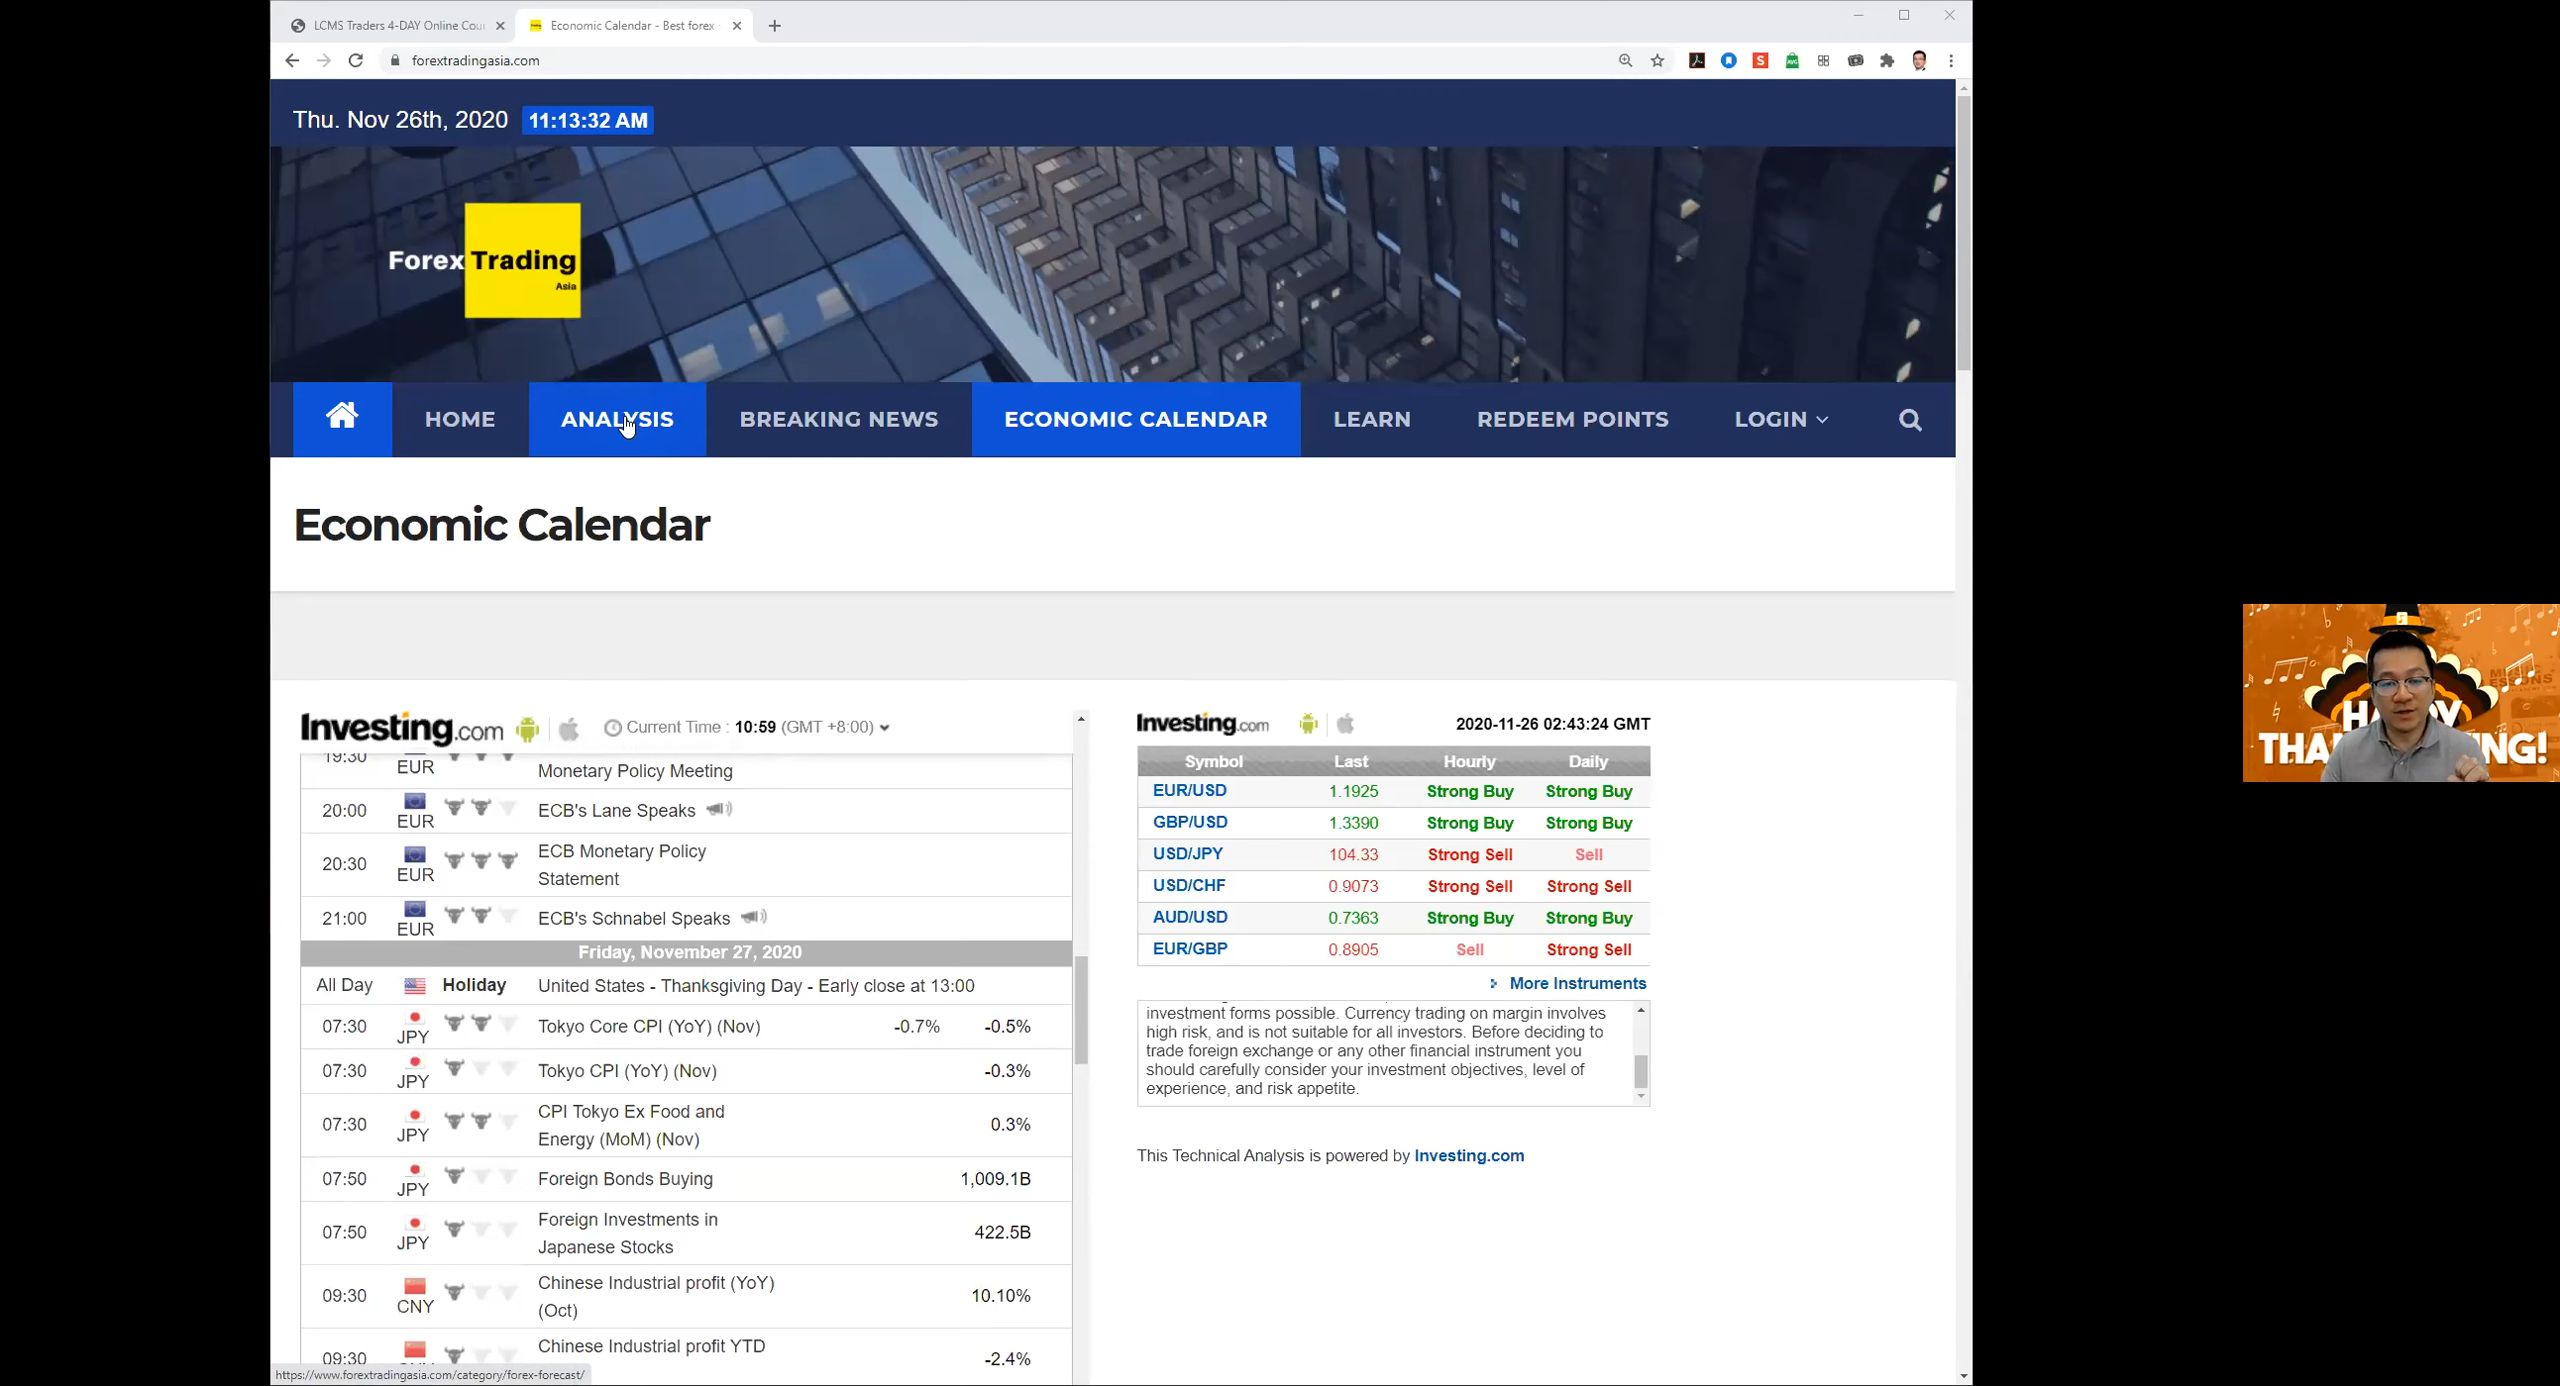 LCMS Traders 4-DAY Online Cou
Economic Calendar - Best forex
forextradingasia.com
Thu. Nov 26th, 2020 11:13:32 AM
Forex Trading
Asia
HOME ANALYSIS BREAKING NEWS ECONOMIC CALENDAR LEARN REDEEM POINTS LOGIN
Economic Calendar
Investing.com Current Time : 10:59 (GMT +8:00)
19:30 EUR Monetary Policy Meeting
20:00 EUR ECB's Lane Speaks
20:30 EUR ECB Monetary Policy
Statement
21:00 EUR ECB's Schnabel Speaks
Friday, November 27, 2020
All Day Holiday United States - Thanksgiving Day - Early close at 13:00
07:30 JPY Tokyo Core CPI (YoY) (Nov) -0.7% -0.5%
07:30 JPY Tokyo CPI (YoY) (Nov) -0.3%
07:30 JPY CPI Tokyo Ex Food and
Energy (MoM) (Nov) 0.3%
07:50 JPY Foreign Bonds Buying 1,009.1B
07:50 JPY Foreign Investments in
Japanese Stocks 422.5B
09:30 CNY Chinese Industrial profit (YoY)
(Oct) 10.10%
09:30 Chinese Industrial profit YTD -2.4%
https://www.forextradingasia.com/category/forex-forecast/
Investing.com 2020-11-26 02:43:24 GMT
Symbol Last Hourly Daily
EUR/USD 1.1925 Strong Buy Strong Buy
GBP/USD 1.3390 Strong Buy Strong Buy
USD/JPY 104.33 Strong Sell Sell
USD/CHF 0.9073 Strong Sell Strong Sell
AUD/USD 0.7363 Strong Buy Strong Buy
EUR/GBP 0.8905 Sell Strong Sell
More Instruments
investment forms possible. Currency trading on margin involves
high risk, and is not suitable for all investors. Before deciding to
trade foreign exchange or any other financial instrument you
should carefully consider your investment objectives, level of
experience, and risk appetite.
This Technical Analysis is powered by Investing.com